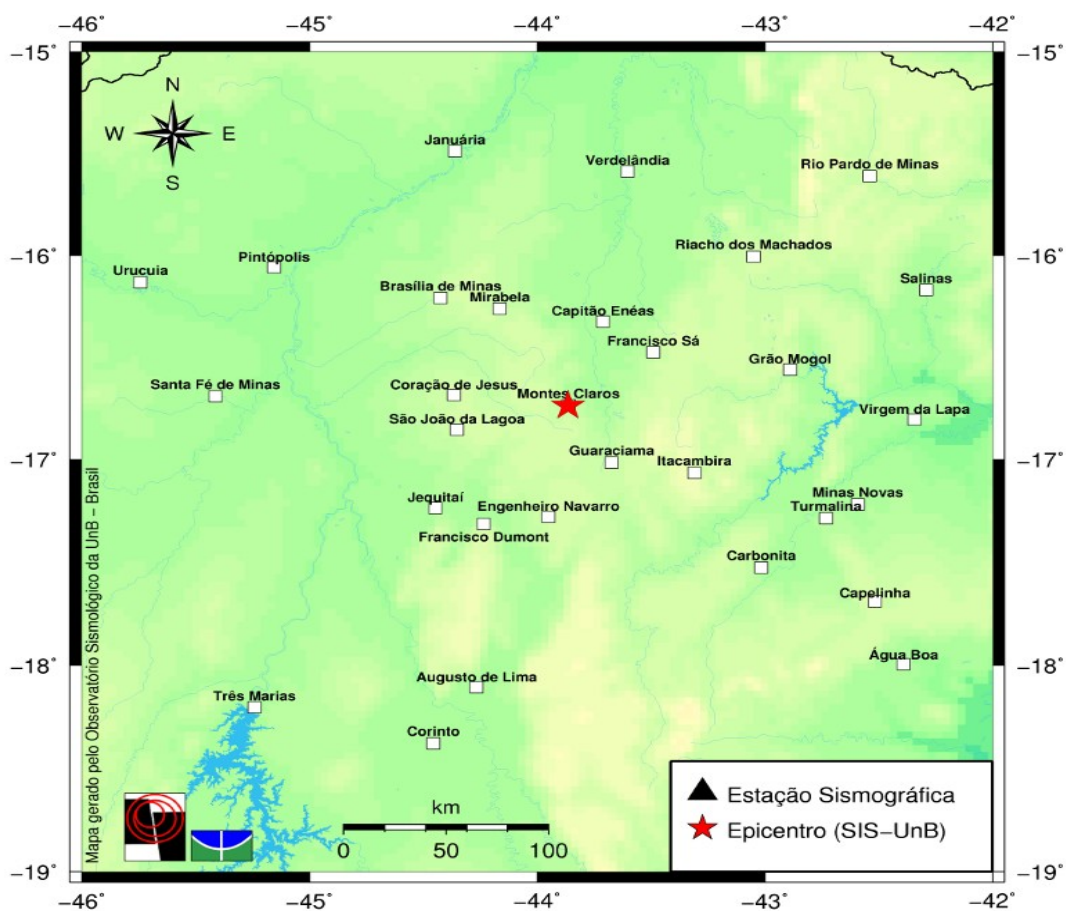 −46˚ −45˚ −44˚ −43˚ −42˚
−15˚ −15˚
N
W E
S
Januária
Verdelândia
Rio Pardo de Minas
Riacho dos Machados
−16˚ −16˚
Pintópolis
Urucuia
Salinas
Brasília de Minas
Mirabela
Capitão Enéas
Francisco Sá
Grão Mogol
Santa Fé de Minas
Coração de Jesus
Montes Claros
Virgem da Lapa
São João da Lagoa
Guaraciama
−17˚ −17˚
Itacambira
Jequitaí
Minas Novas
Engenheiro Navarro
Turmalina
Francisco Dumont
Carbonita
Capelinha
Água Boa
−18˚ −18˚
Augusto de Lima
Três Marias
Corinto
Mapa gerado pelo Observatório Sismológico da UnB − Brasil
km
0 50 100
Estação Sismográfica
Epicentro (SIS−UnB)
−19˚ −19˚
−46˚ −45˚ −44˚ −43˚ −42˚